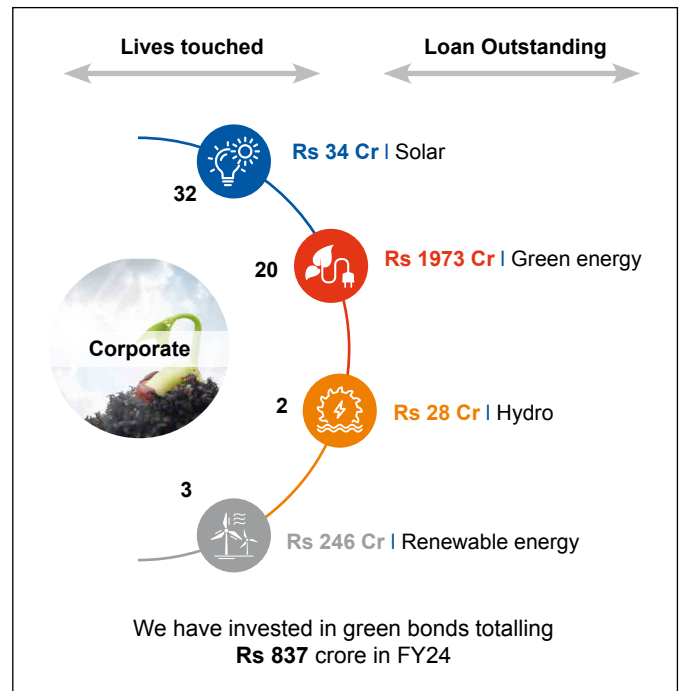 Lives touched
Loan Outstanding
Rs 34 Cr | Solar
32
20
Rs 1973 Cr | Green energy
Corporate
2
Rs 28 Cr | Hydro
3
Rs 246 Cr | Renewable energy
We have invested in green bonds totalling
Rs 837 crore in FY24